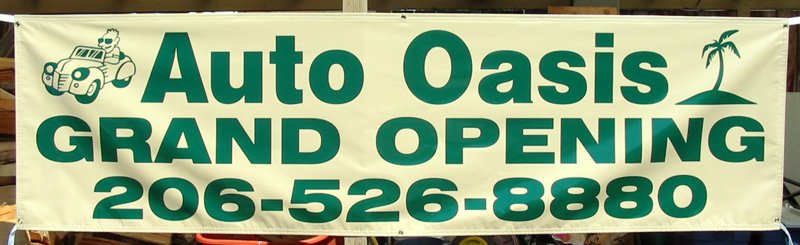 Auto Oasis
GRAND OPENING
206-526-8880